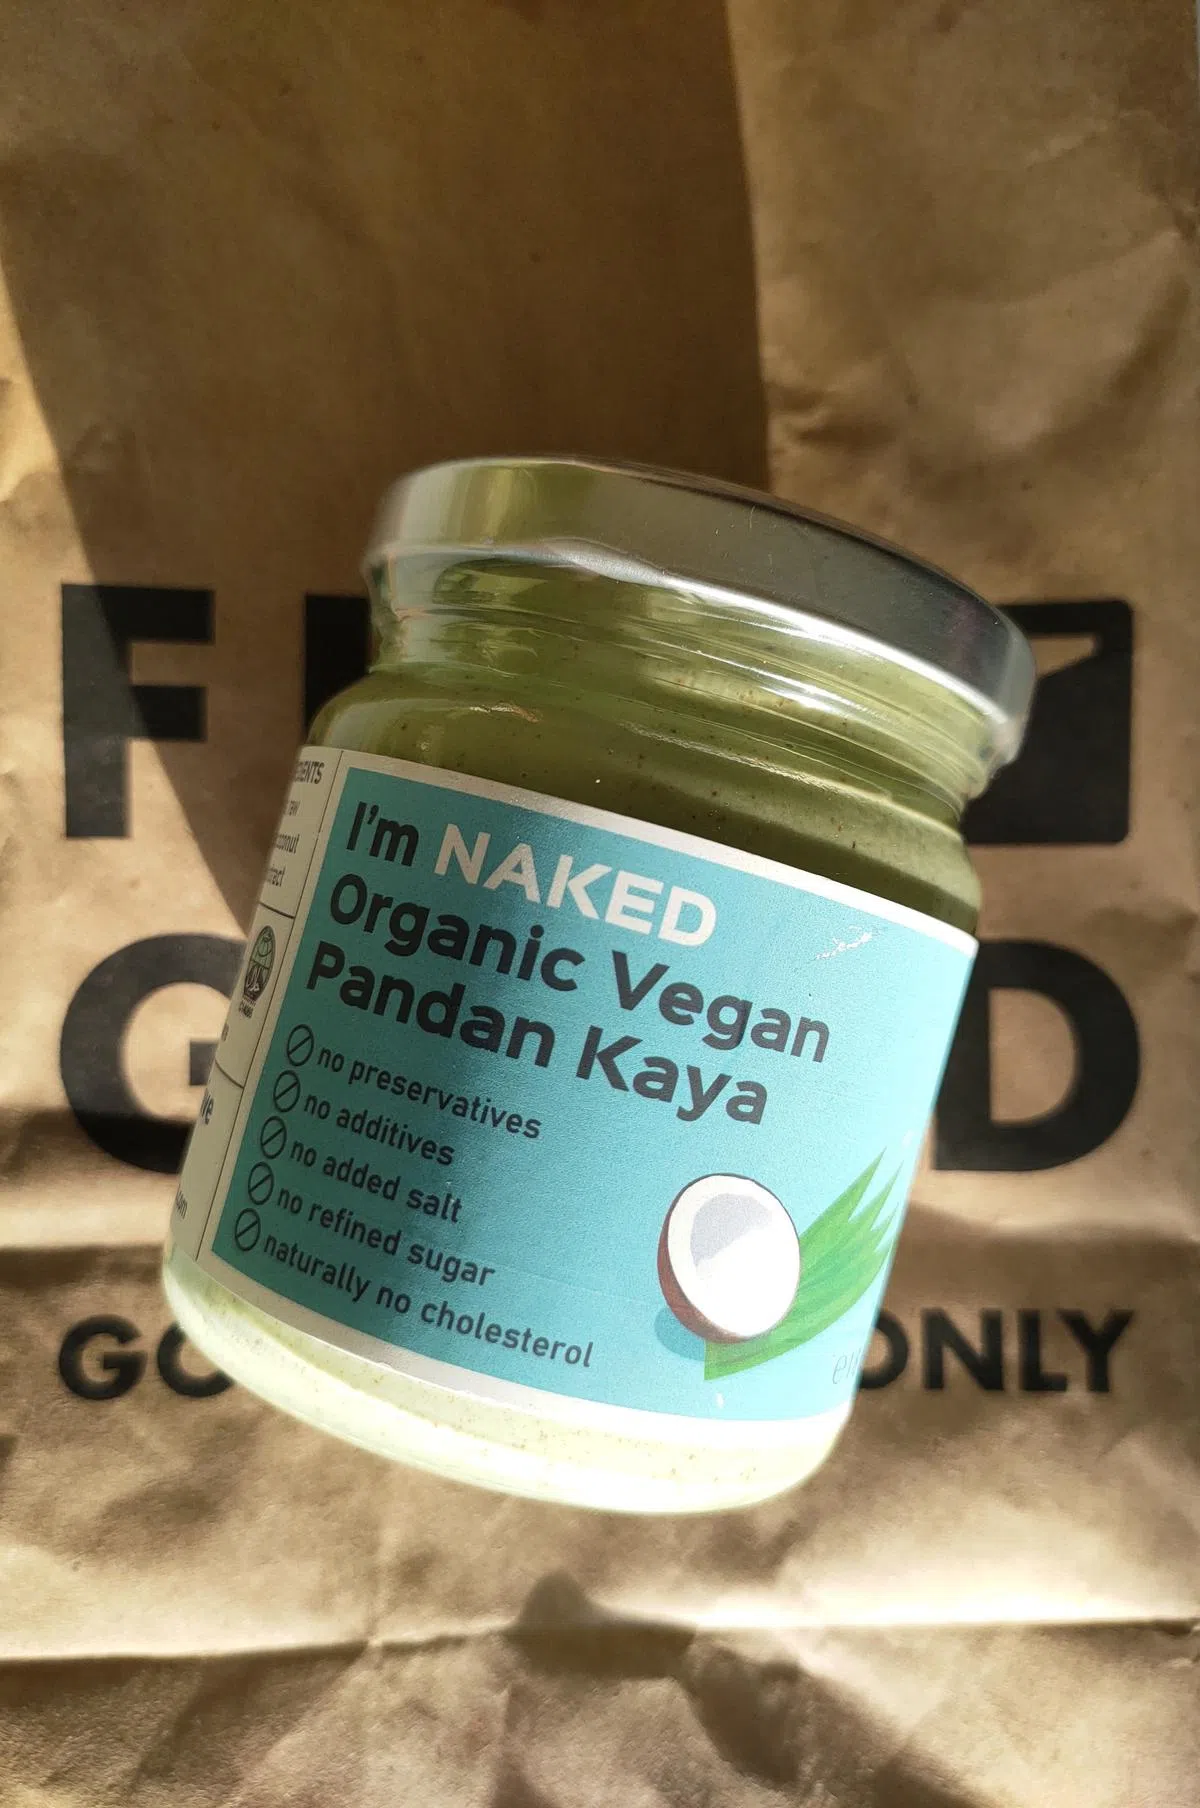 I'm NAKED
Organic Vegan
Pandan Kaya
no preservatives
no additives
no added salt
no refined sugar
naturally no cholesterol
F
G D
GO ONLY